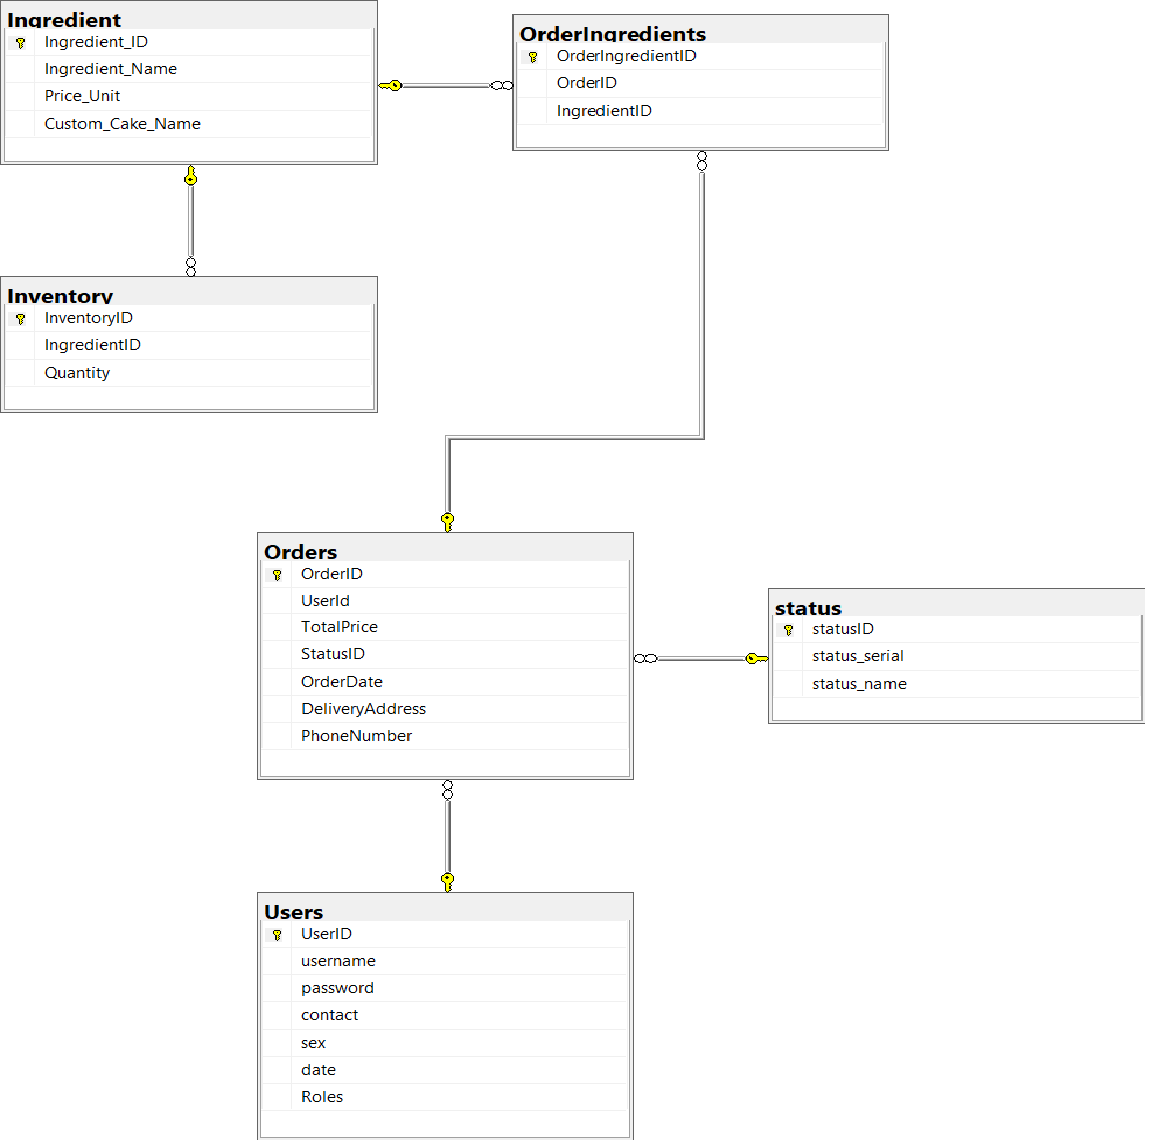 Ingredient
Ingredient_ID
Ingredient_Name
Price_Unit
Custom_Cake_Name
OrderIngredients
OrderIngredientID
OrderID
IngredientID
Inventory
InventoryID
IngredientID
Quantity
Orders
OrderID
UserId
TotalPrice
StatusID
OrderDate
DeliveryAddress
PhoneNumber
status
statusID
status_serial
status_name
Users
UserID
username
password
contact
sex
date
Roles